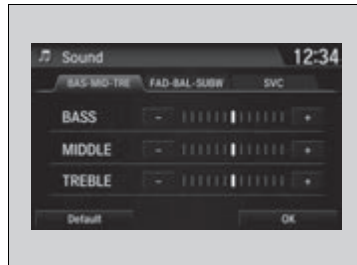 Sound 12:34
BAS-MID-TRE FAD-BAL-SUBW SVC
BASS - +
MIDDLE - +
TREBLE - +
Default OK